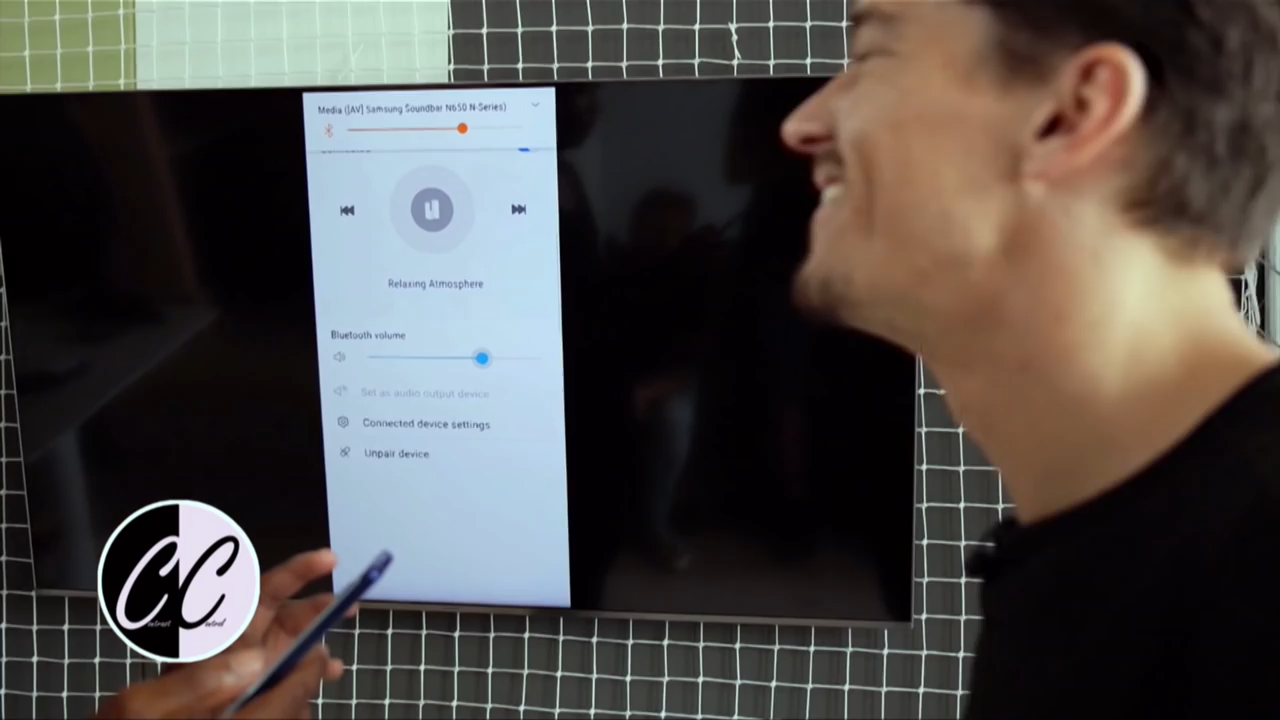 Media ([AV] Samsung Soundbar N650 N-Series)
Relaxing Atmosphere
Bluetooth volume
Set as audio output device
Connected device settings
Unpair device
CC